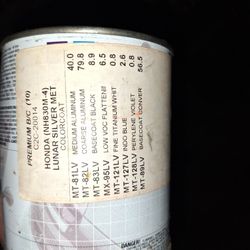 PREMIUM B/C (10)
C2C-20014
HONDA (NH830M-4)
LUNAR SILVER MET
COLORCOAT
MT-81LV MEDIUM ALUMINUM 40.0
MT-82LV COARSE ALUMINUM 79.8
MT-83LV BASECOAT BLACK 8.9
MX-95LV LOW VOC FLATTENI 6.5
MT-121LV FINE TITANIUM WHIT 0.8
MT-127LV INDO BLUE 2.6
MT-128LV PERYLENE VIOLET 0.8
MT-89LV BASECOAT CONVER 56.5
DANGER!